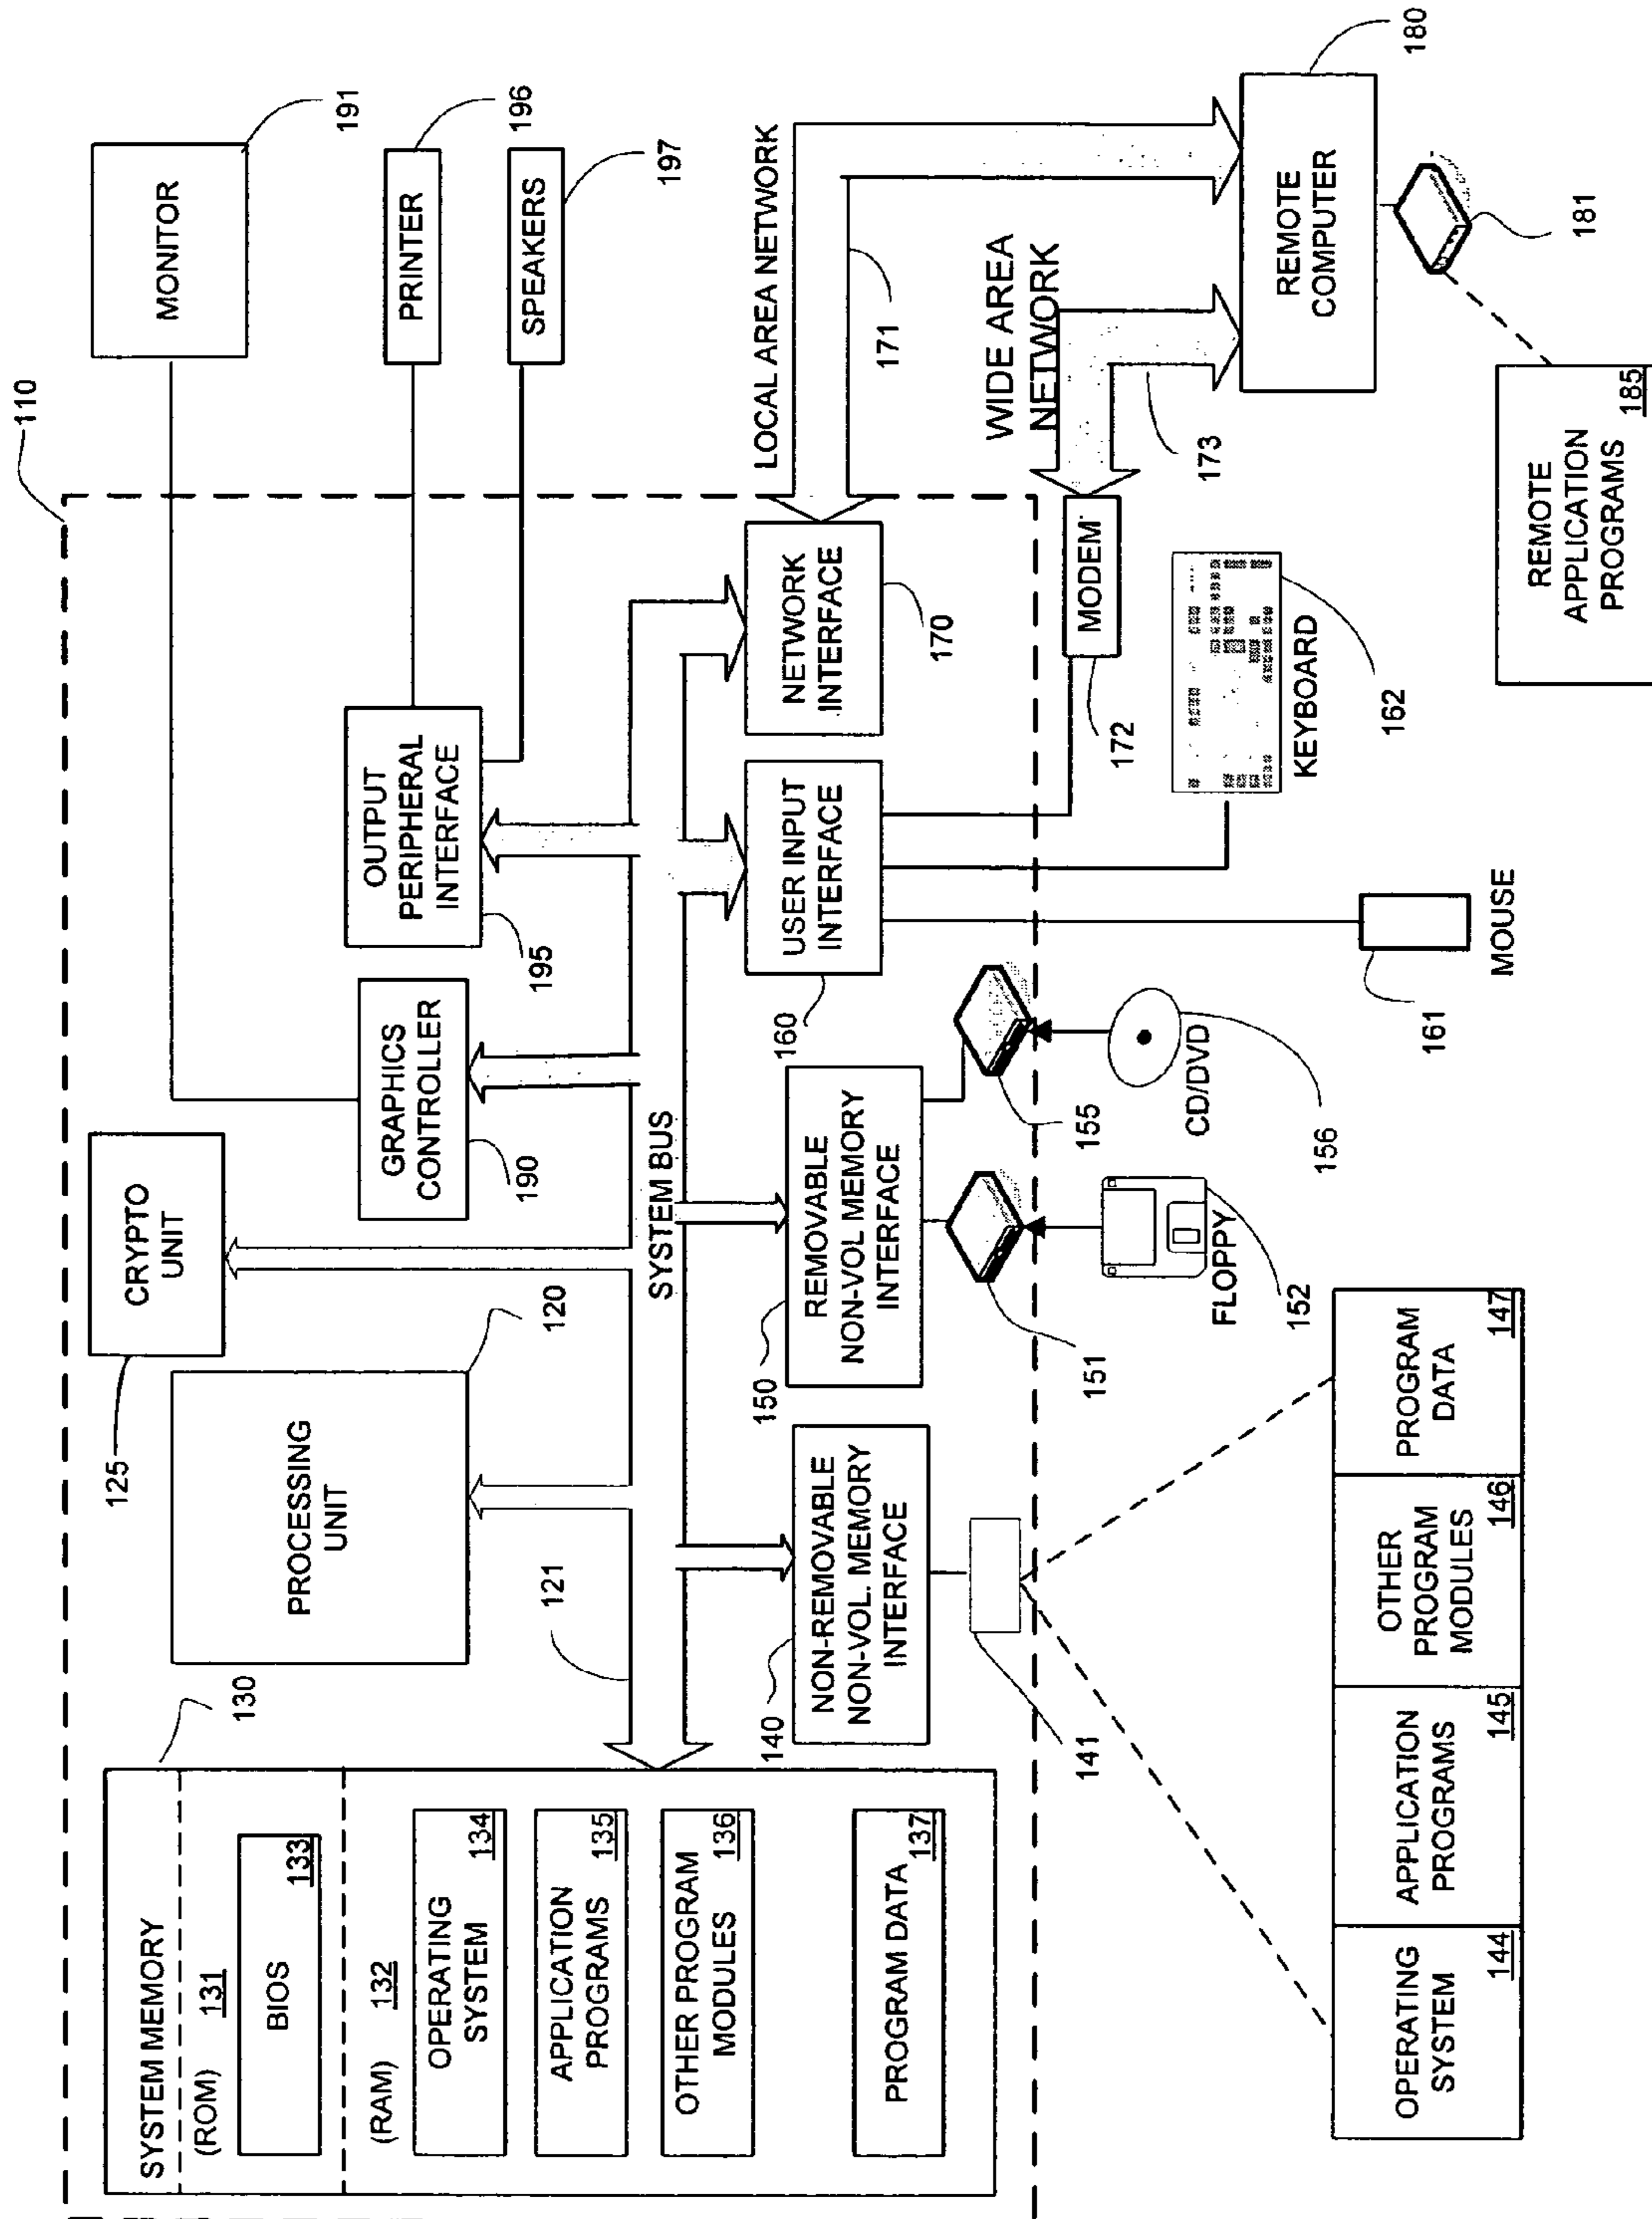 110
SYSTEM MEMORY
(ROM) 131
BIOS
133
(RAM) 132
OPERATING
SYSTEM
134
APPLICATION
PROGRAMS
135
OTHER PROGRAM
MODULES
136
PROGRAM DATA
137
130
PROCESSING
UNIT
120
125
CRYPTO
UNIT
GRAPHICS
CONTROLLER
190
OUTPUT
PERIPHERAL
INTERFACE
195
MONITOR
191
PRINTER
196
SPEAKERS
197
121
SYSTEM BUS
NON-REMOVABLE
NON-VOL. MEMORY
INTERFACE
140
141
REMOVABLE
NON-VOL MEMORY
INTERFACE
150
151
155
USER INPUT
INTERFACE
160
NETWORK
INTERFACE
170
LOCAL AREA NETWORK
171
WIDE AREA
NETWORK
173
MODEM
172
FLOPPY
152
CD/DVD
156
MOUSE
161
KEYBOARD
162
REMOTE
COMPUTER
180
181
REMOTE
APPLICATION
PROGRAMS
185
OPERATING
SYSTEM
144
APPLICATION
PROGRAMS
145
OTHER
PROGRAM
MODULES
146
PROGRAM
DATA
147